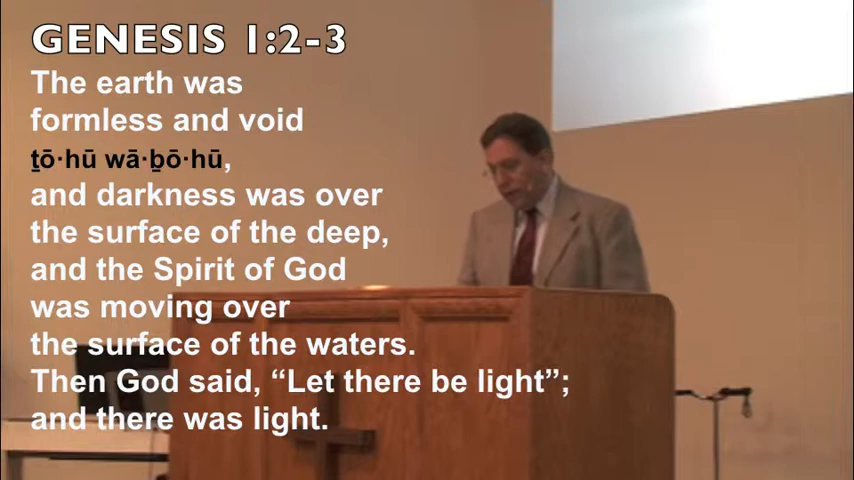 GENESIS 1:2-3
The earth was
formless and void
ṯō·hū wā·ḇō·hū,
and darkness was over
the surface of the deep,
and the Spirit of God
was moving over
the surface of the waters.
Then God said, “Let there be light”;
and there was light.